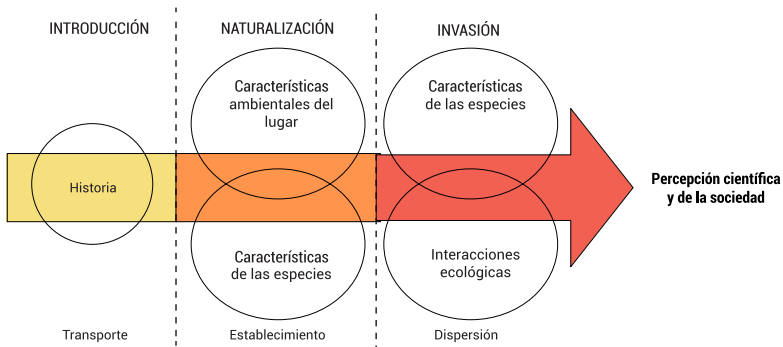 INTRODUCCIÓN
NATURALIZACIÓN
INVASIÓN
Características
ambientales del
lugar
Características
de las especies
Historia
Percepción científica
y de la sociedad
Características
de las especies
Interacciones
ecológicas
Transporte
Establecimiento
Dispersión